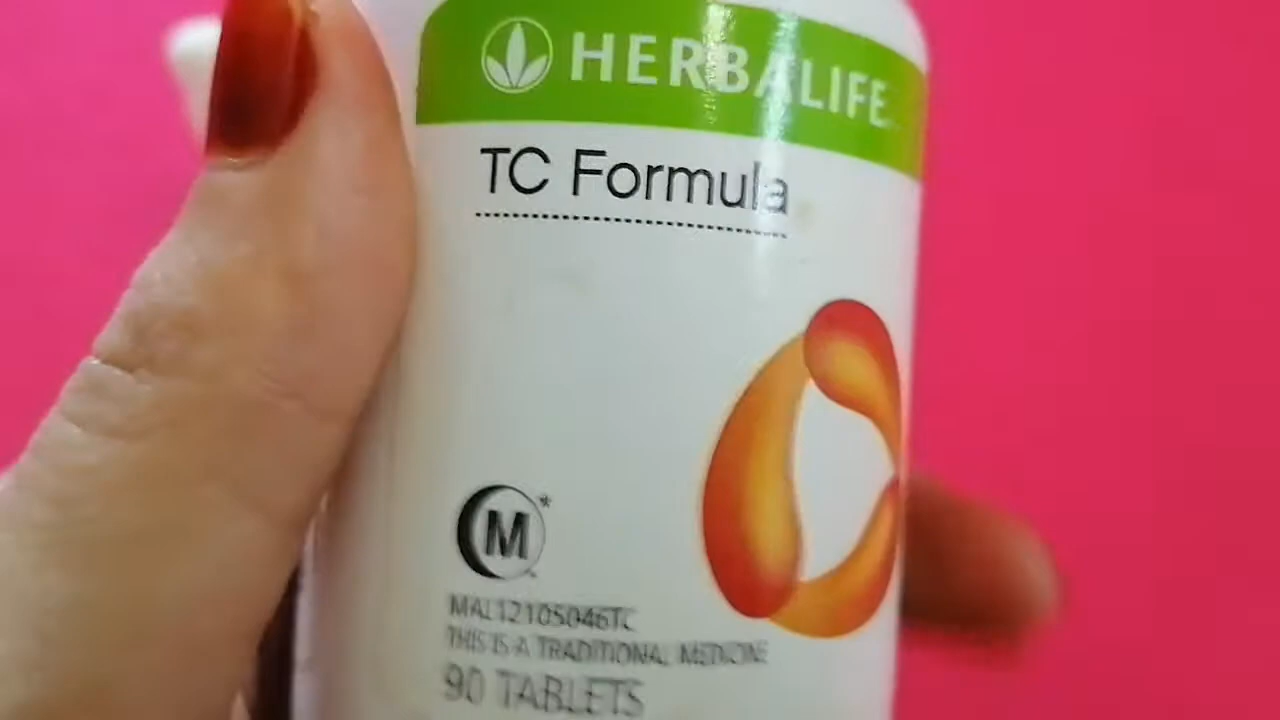 HERBALIFE
TC Formula
M*
MAL12105046TC
THIS IS A TRADITIONAL MEDICINE
90 TABLETS